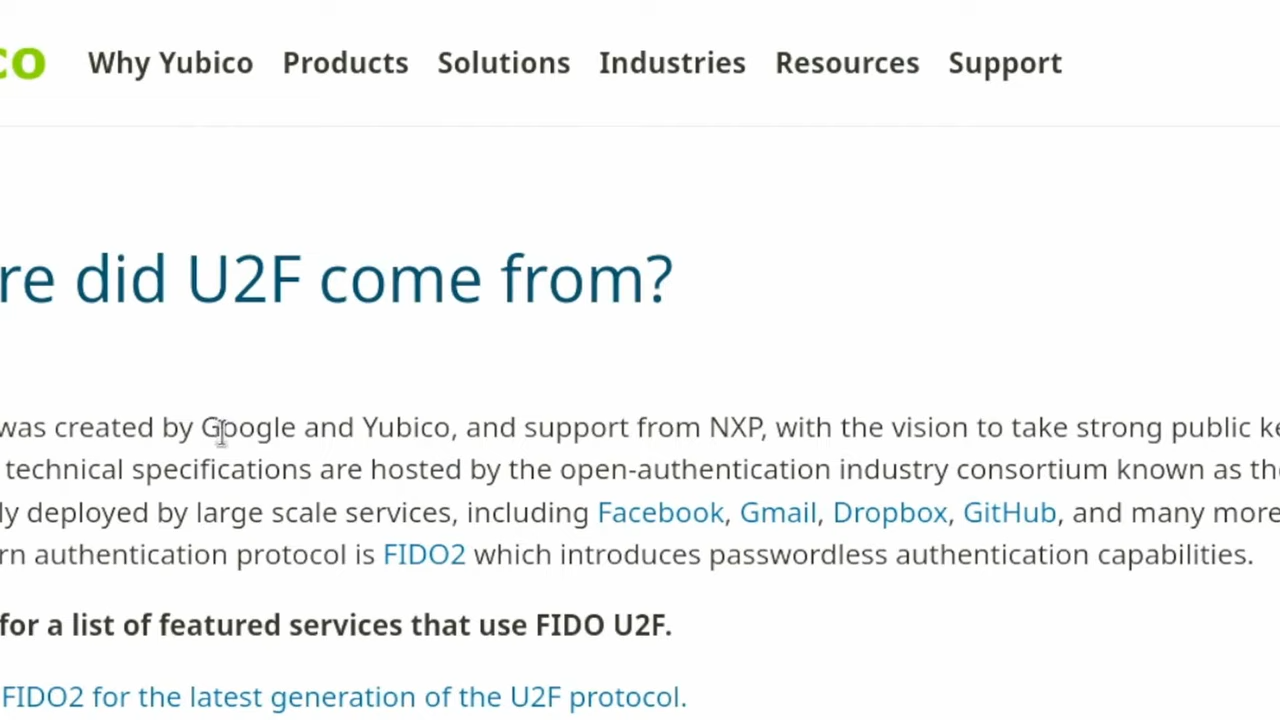 co Why Yubico Products Solutions Industries Resources Support
re did U2F come from?
was created by Google and Yubico, and support from NXP, with the vision to take strong public ke
technical specifications are hosted by the open-authentication industry consortium known as the
ly deployed by large scale services, including Facebook, Gmail, Dropbox, GitHub, and many more
rn authentication protocol is FIDO2 which introduces passwordless authentication capabilities.
for a list of featured services that use FIDO U2F.
FIDO2 for the latest generation of the U2F protocol.